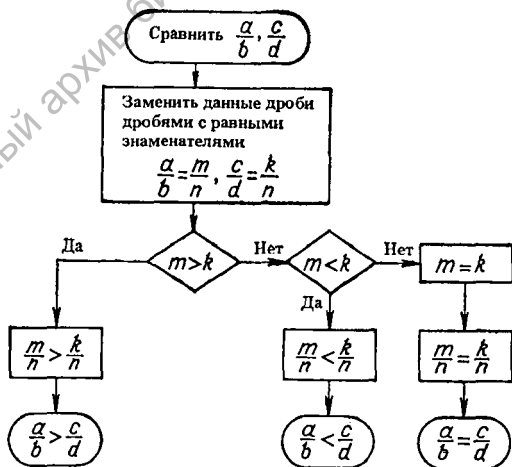 Сравнить a/b, c/d
Заменить данные дроби
дробями с равными
знаменателями
a/b = m/n, c/d = k/n
Да
m>k
Нет
m<k
Нет
m=k
Да
m/n > k/n
m/n < k/n
m/n = k/n
a/b > c/d
a/b < c/d
a/b = c/d